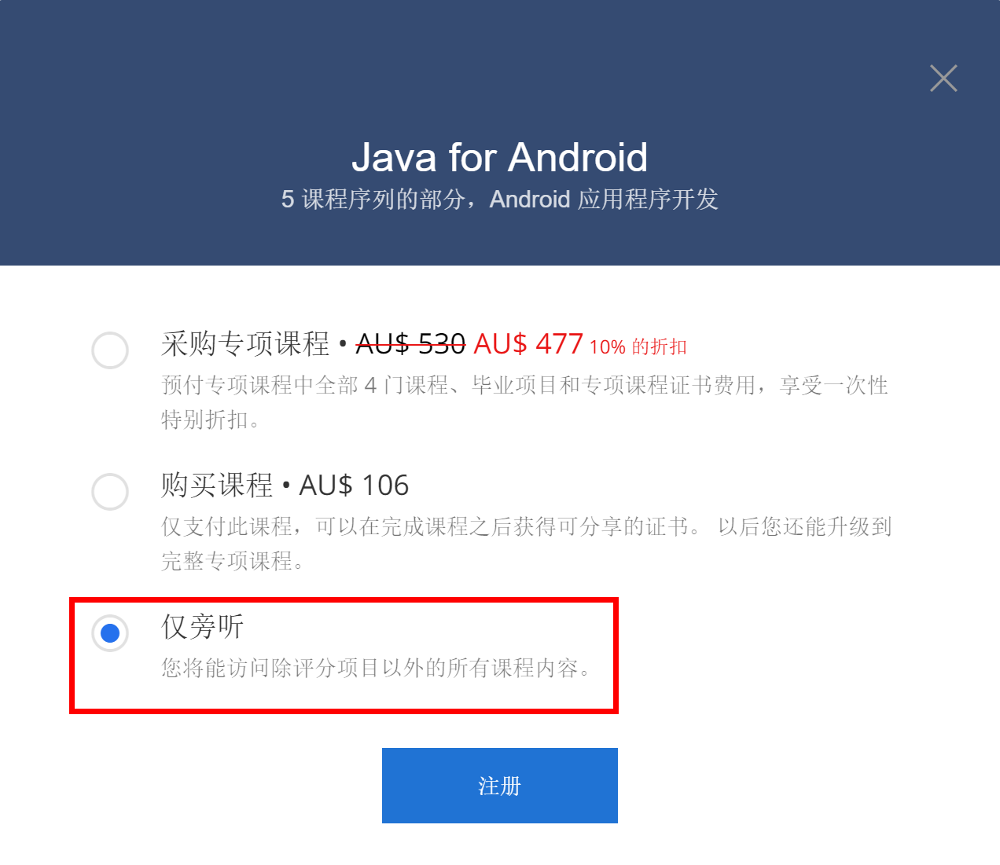 Java for Android
5 课程序列的部分，Android 应用程序开发
采购专项课程 • AU$ 530 AU$ 477 10% 的折扣
预付专项课程中全部 4 门课程、毕业项目和专项课程证书费用，享受一次性
特别折扣。
购买课程 • AU$ 106
仅支付此课程，可以在完成课程之后获得可分享的证书。 以后您还能升级到
完整专项课程。
仅旁听
您将能访问除评分项目以外的所有课程内容。
注册